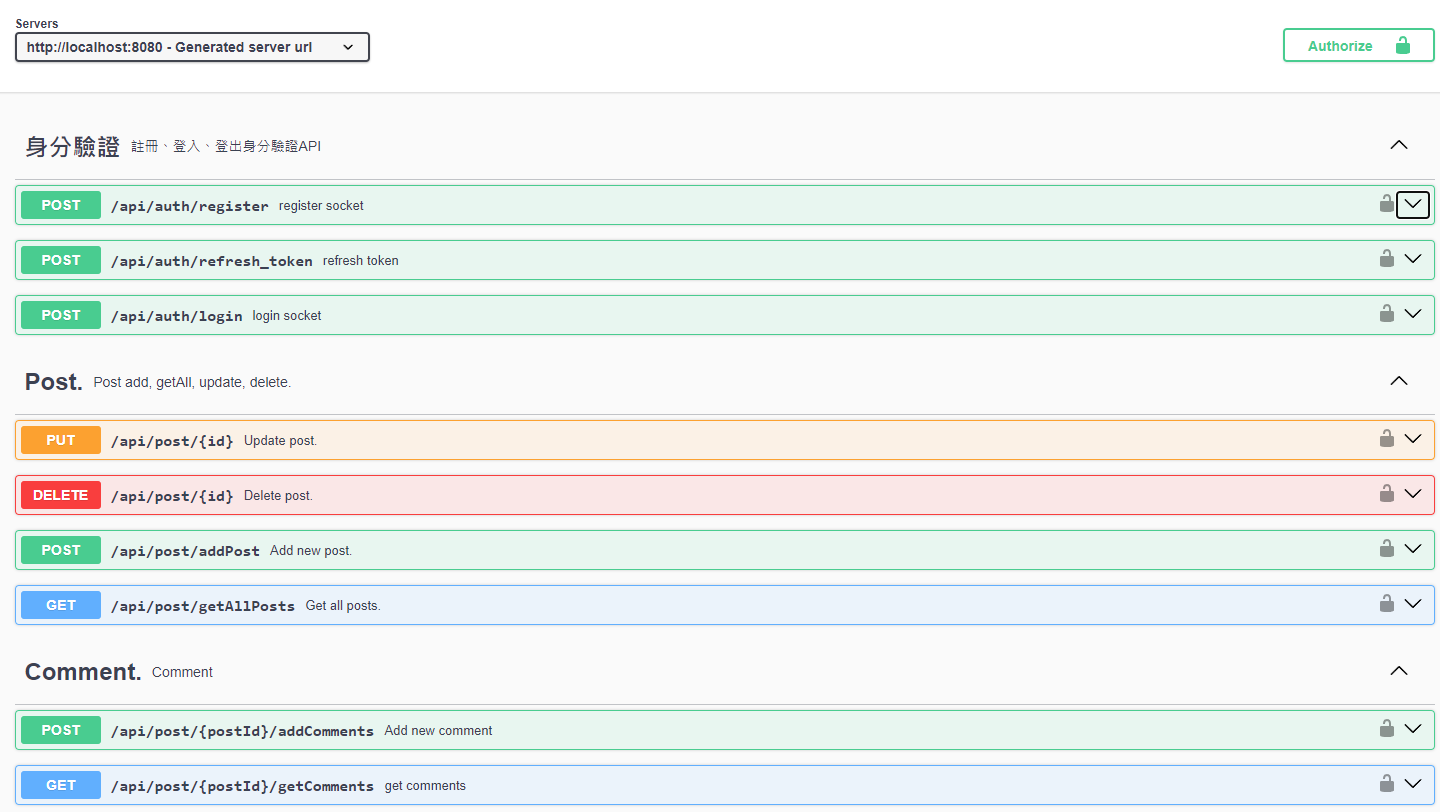 Servers
http://localhost:8080 - Generated server url
Authorize
身分驗證 註冊、登入、登出身分驗證API
POST /api/auth/register register socket
POST /api/auth/refresh_token refresh token
POST /api/auth/login login socket
Post. Post add, getAll, update, delete.
PUT /api/post/{id} Update post.
DELETE /api/post/{id} Delete post.
POST /api/post/addPost Add new post.
GET /api/post/getAllPosts Get all posts.
Comment. Comment
POST /api/post/{postId}/addComments Add new comment
GET /api/post/{postId}/getComments get comments